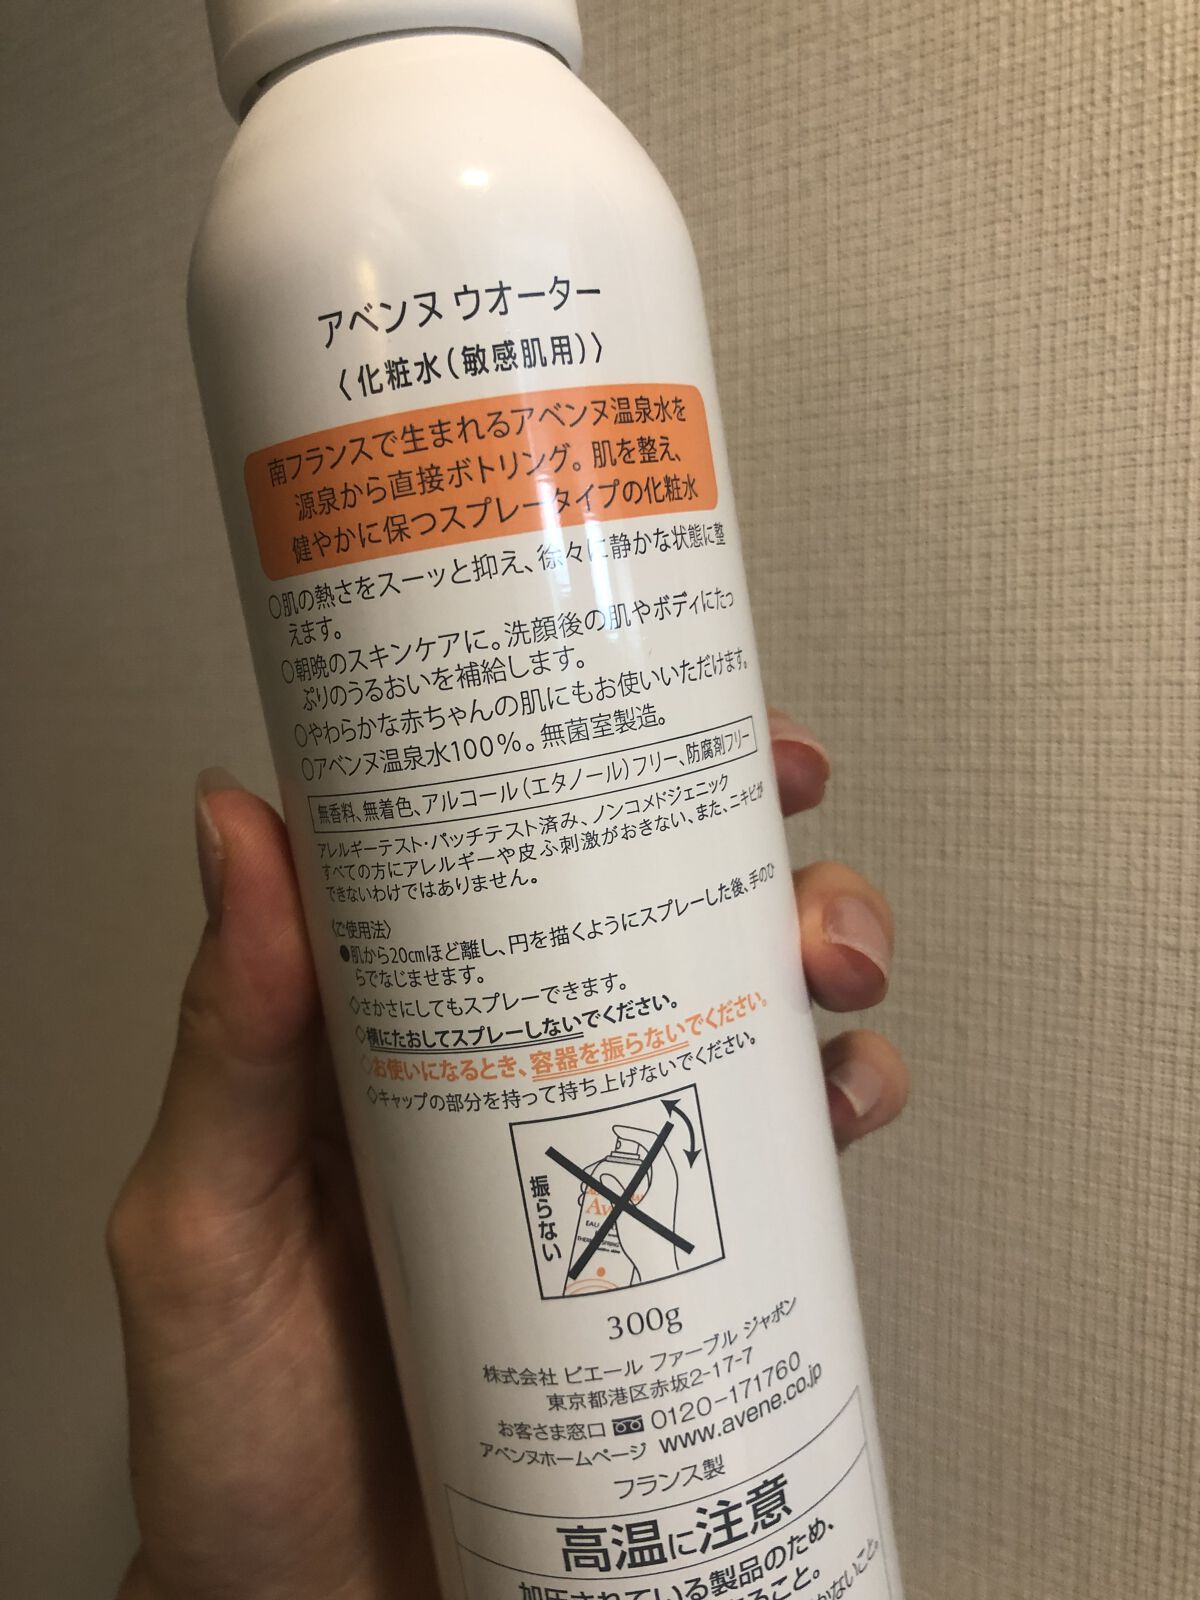 アベンヌ ウオーター
〈化粧水(敏感肌用)〉
南フランスで生まれるアベンヌ温泉水を
源泉から直接ボトリング。肌を整え、
健やかに保つスプレータイプの化粧水
○肌の熱さをスーッと抑え、徐々に静かな状態に整
えます。
○朝晩のスキンケアに。洗顔後の肌やボディにたっ
ぷりのうるおいを補給します。
○やわらかな赤ちゃんの肌にもお使いいただけます。
○アベンヌ温泉水100％。無菌室製造。
無香料、無着色、アルコール(エタノール)フリー、防腐剤フリー
アレルギーテスト・パッチテスト済み、ノンコメドジェニック
すべての方にアレルギーや皮ふ刺激がおきない、また、ニキビが
できないわけではありません。
〈ご使用法〉
●肌から20cmほど離し、円を描くようにスプレーした後、手のひ
らでなじませます。
◇さかさにしてもスプレーできます。
◇横にたおしてスプレーしないでください。
◇お使いになるとき、容器を振らないでください。
◇キャップの部分を持って持ち上げないでください。
振らない
Av
EAU
300g
株式会社 ピエール ファーブル ジャポン
東京都港区赤坂2-17-7
お客さま窓口 0120-171760
アベンヌホームページ www.avene.co.jp
フランス製
高温に注意
加圧されている製品のため、
こと。
かないこと。